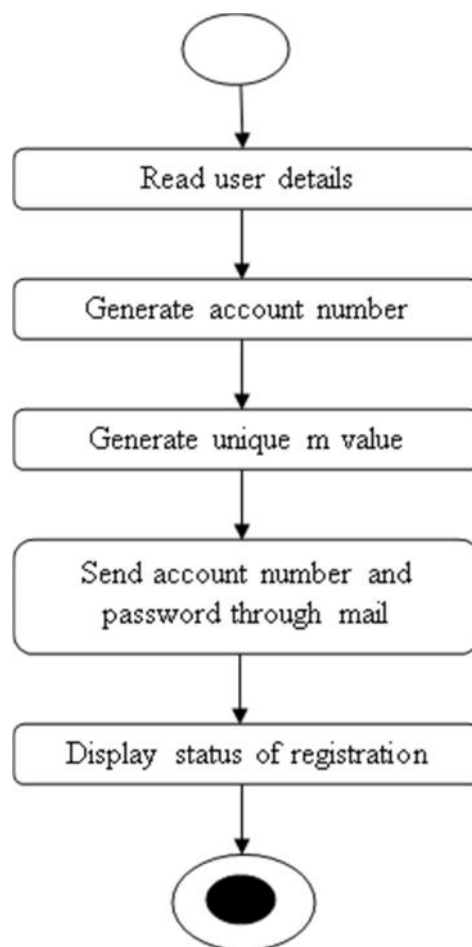 Read user details
Generate account number
Generate unique m value
Send account number and
password through mail
Display status of registration